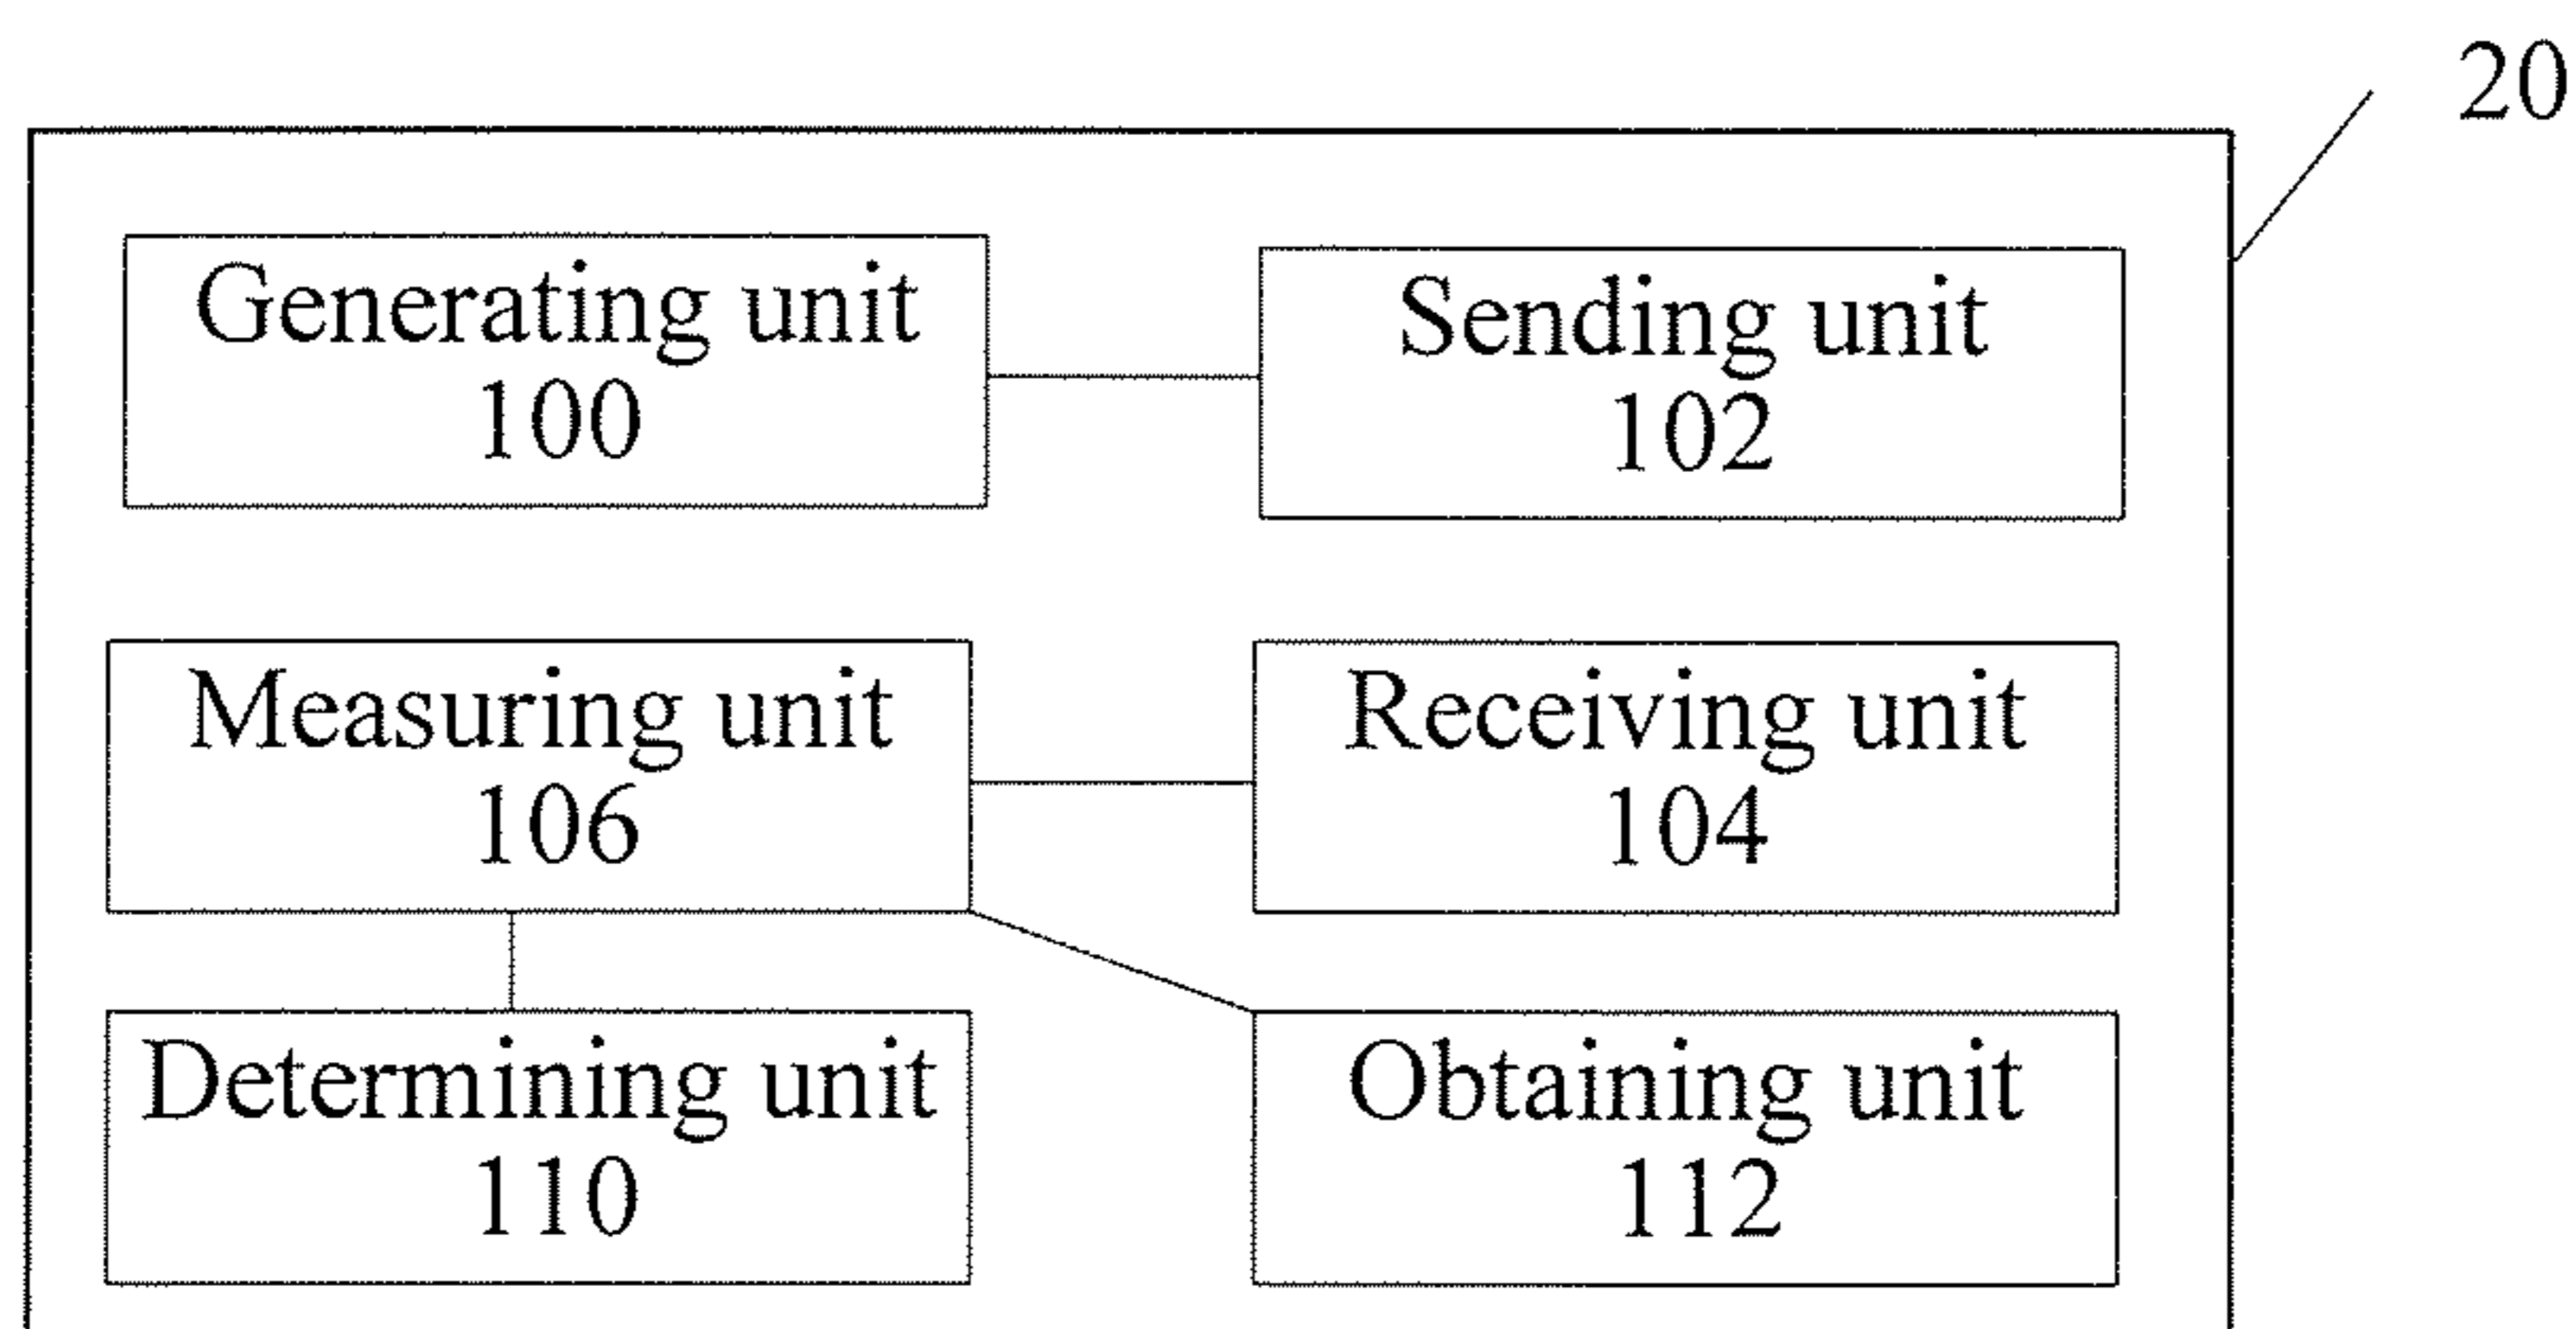 20
Generating unit
100
Sending unit
102
Measuring unit
106
Receiving unit
104
Determining unit
110
Obtaining unit
112